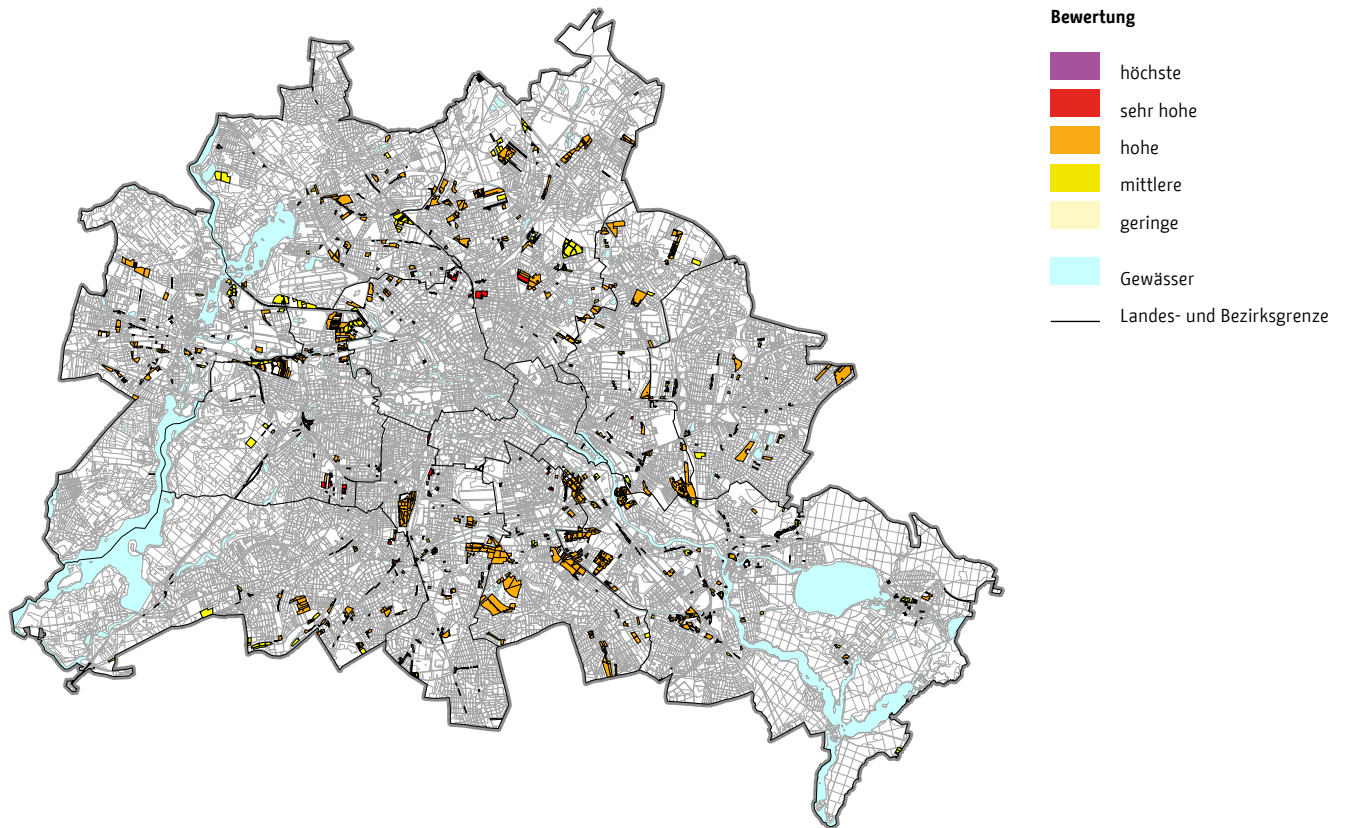 Bewertung
höchste
sehr hohe
hohe
mittlere
geringe
Gewässer
Landes- und Bezirksgrenze